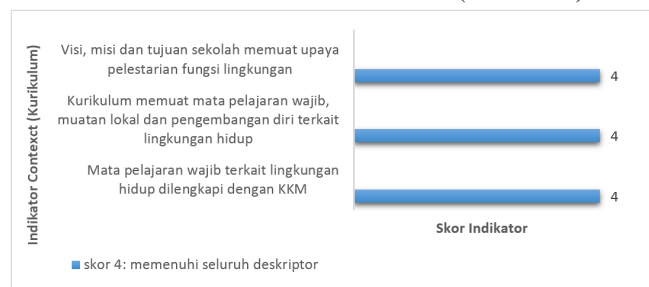 Indikator Contexct (Kurikulum)
Visi, misi dan tujuan sekolah memuat upaya
pelestarian fungsi lingkungan
4
Kurikulum memuat mata pelajaran wajib,
muatan lokal dan pengembangan diri terkait
lingkungan hidup
4
Mata pelajaran wajib terkait lingkungan
hidup dilengkapi dengan KKM
4
Skor Indikator
skor 4: memenuhi seluruh deskriptor